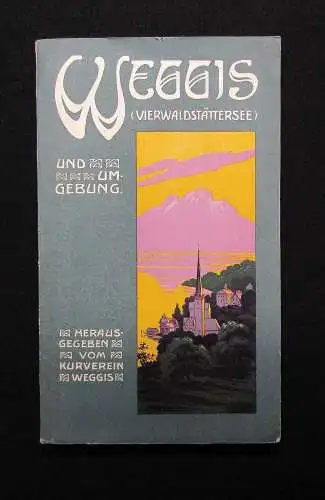 WEGGIS
(VIERWALDSTÄTTERSEE)
UND
UM-
GEBUNG.
HERAUS-
GEGEBEN
VOM
KURVEREIN
WEGGIS